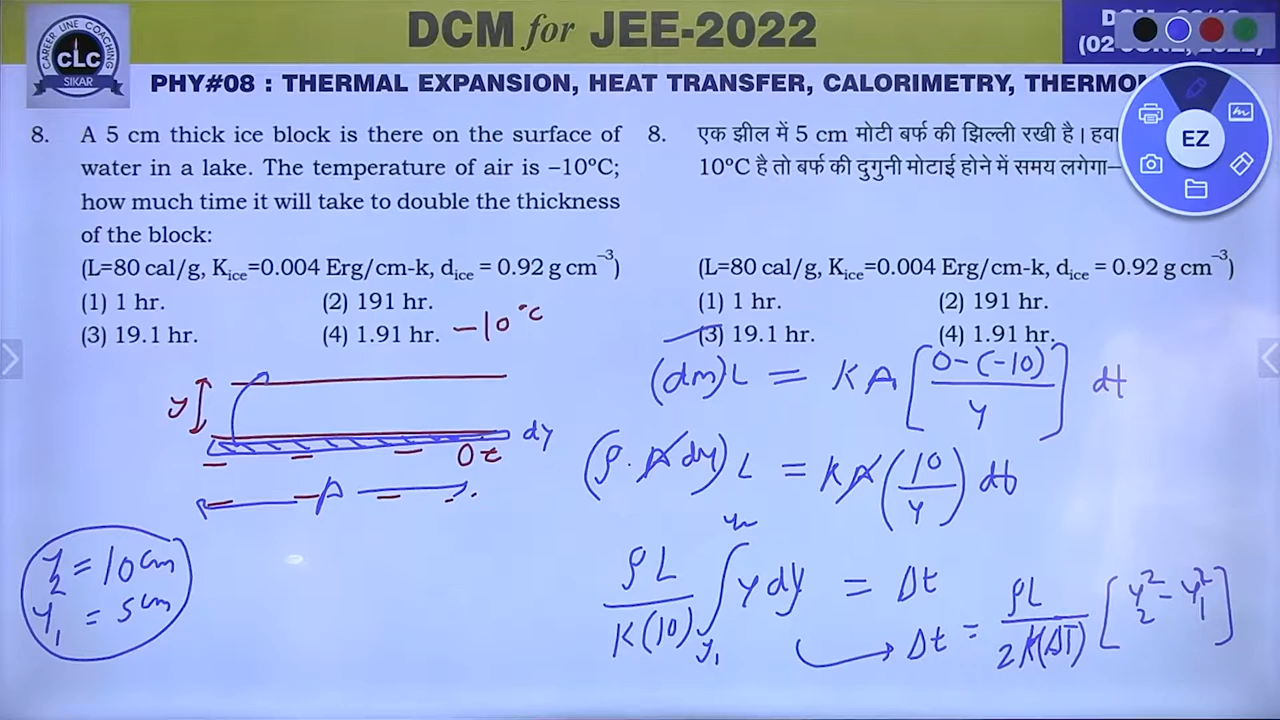 DCM for JEE-2022
(02 JUNE, 2022)
CAREER LINE COACHING
CLC
SIKAR
PHY#08 : THERMAL EXPANSION, HEAT TRANSFER, CALORIMETRY, THERMO
EZ
8. A 5 cm thick ice block is there on the surface of
water in a lake. The temperature of air is –10ºC;
how much time it will take to double the thickness
of the block:
(L=80 cal/g, Kice=0.004 Erg/cm-k, dice = 0.92 g cm⁻³)
(1) 1 hr. (2) 191 hr.
(3) 19.1 hr. (4) 1.91 hr.
8. एक झील में 5 cm मोटी बर्फ की झिल्ली रखी है। हवा
10ºC है तो बर्फ की दुगुनी मोटाई होने में समय लगेगा–
(L=80 cal/g, Kice=0.004 Erg/cm-k, dice = 0.92 g cm⁻³)
(1) 1 hr. (2) 191 hr.
(3) 19.1 hr. (4) 1.91 hr.
–10°C
y
dy
A
y₂ = 10cm
y₁ = 5cm
(dm)L = KA[(0-(-10))/y] dt
(ρ.A dy)L = KA(10/y) dt
ρL/K(10) ∫ y dy = Δt
y₁
Δt = ρL/2K(ΔT) [y₂² - y₁²]